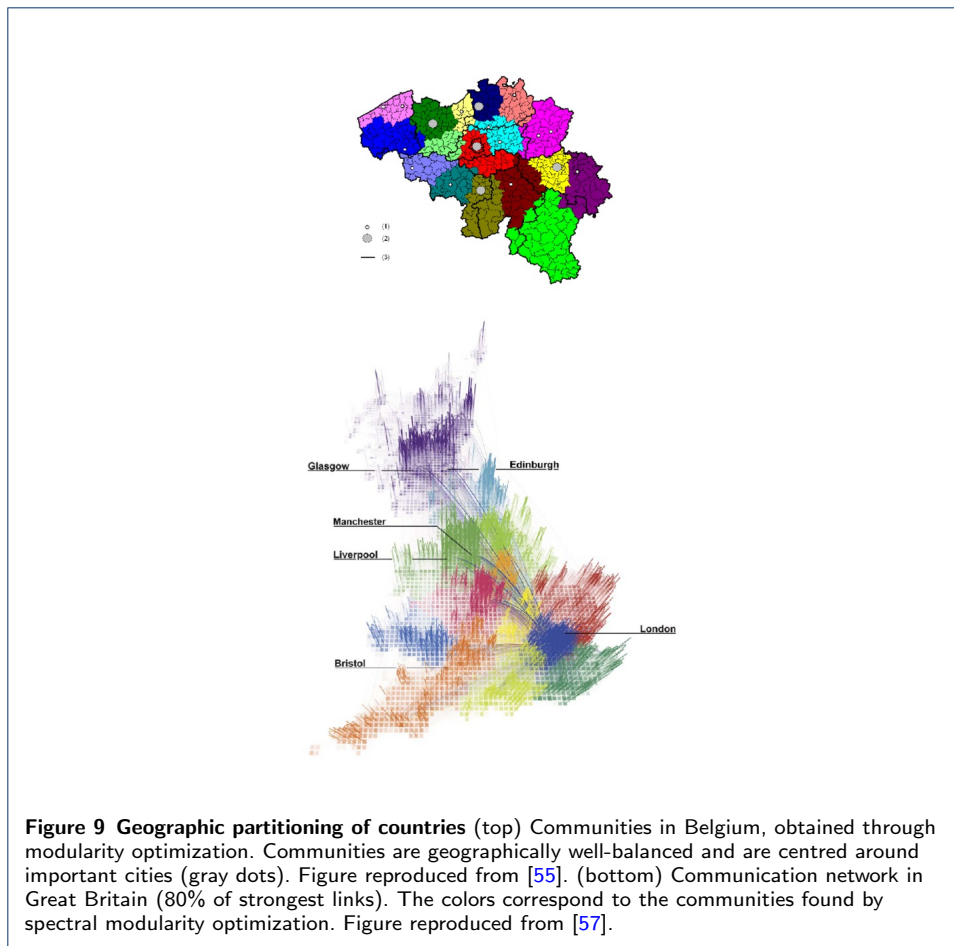 (1)
(2)
(3)
Glasgow
Edinburgh
Manchester
Liverpool
London
Bristol
Figure 9 Geographic partitioning of countries (top) Communities in Belgium, obtained through
modularity optimization. Communities are geographically well-balanced and are centred around
important cities (gray dots). Figure reproduced from [55]. (bottom) Communication network in
Great Britain (80% of strongest links). The colors correspond to the communities found by
spectral modularity optimization. Figure reproduced from [57].